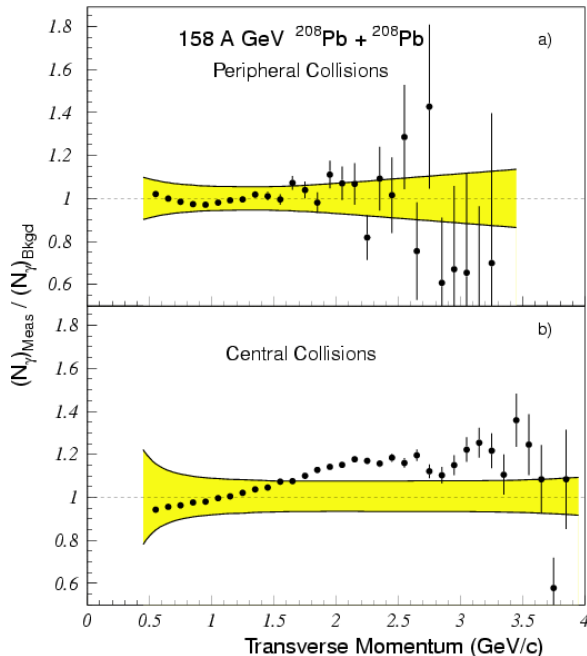 158 A GeV ²⁰⁸Pb + ²⁰⁸Pb
a)
Peripheral Collisions
1.8
1.6
1.4
1.2
1
0.8
0.6
(Nγ)Meas / (Nγ)Bkgd
b)
Central Collisions
1.8
1.6
1.4
1.2
1
0.8
0.6
0 0.5 1 1.5 2 2.5 3 3.5 4
Transverse Momentum (GeV/c)